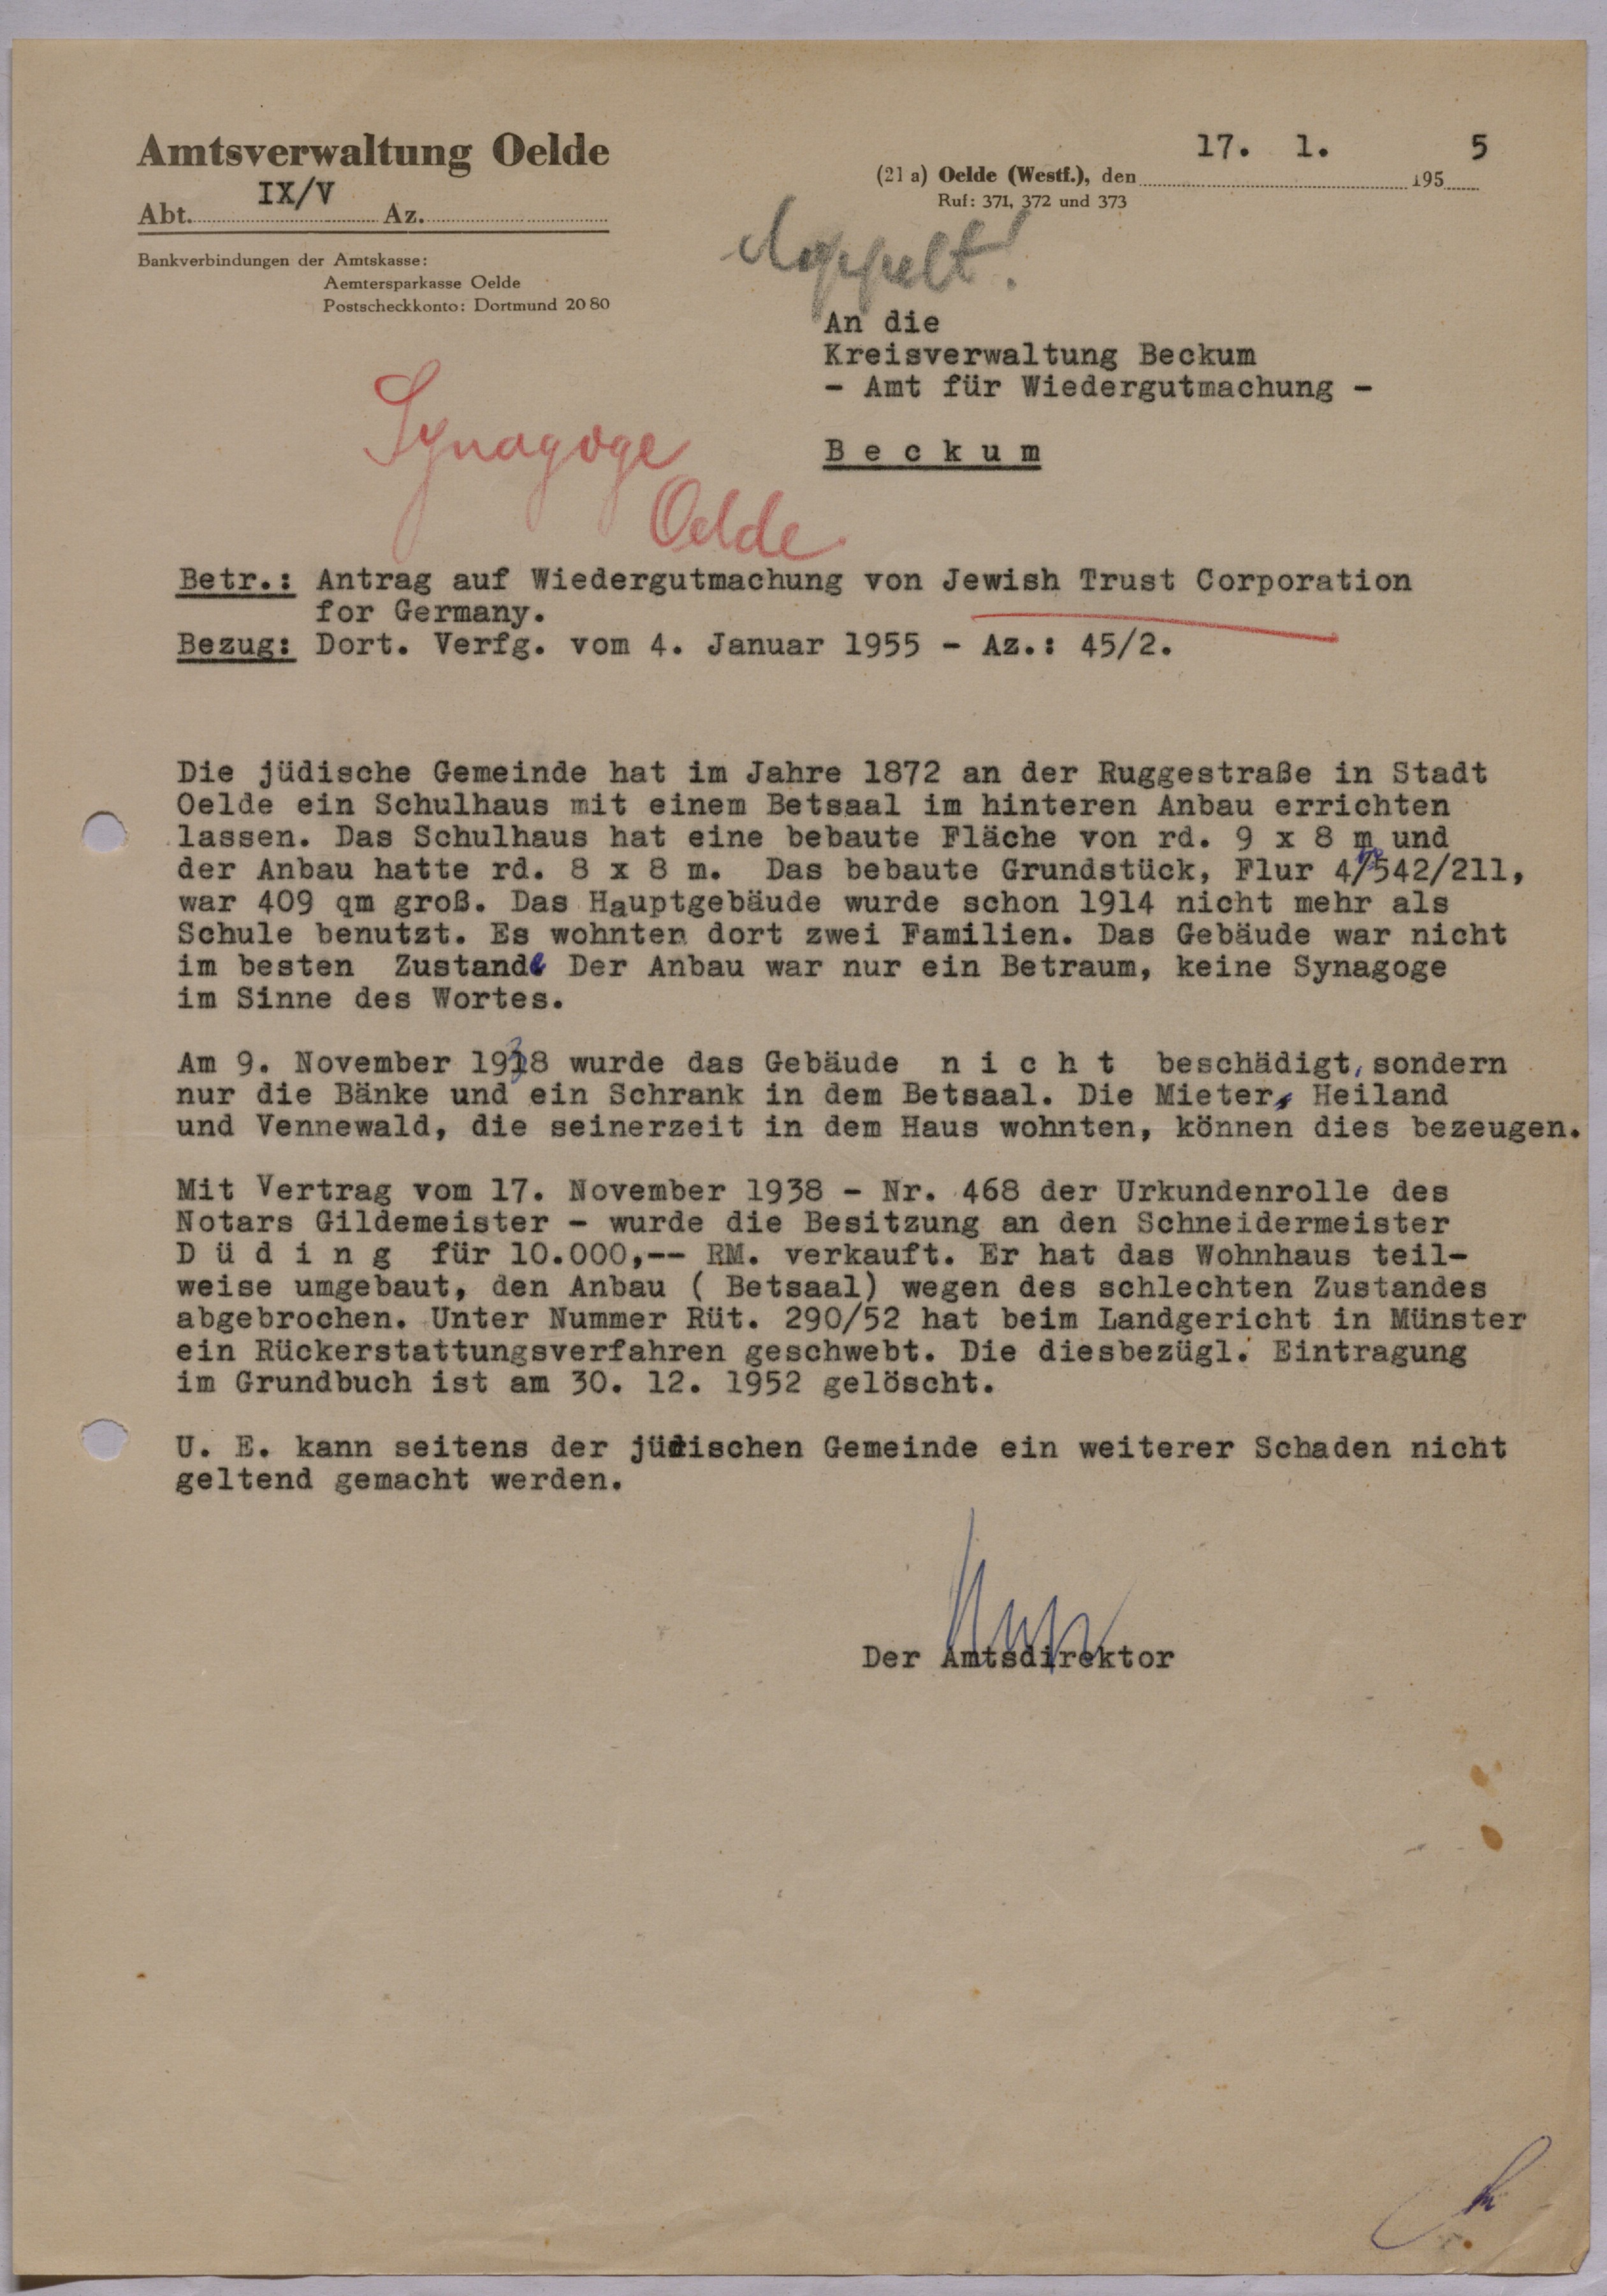 Amtsverwaltung Oelde
Abt. IX/V Az.
Bankverbindungen der Amtskasse:
Aemtersparkasse Oelde
Postscheckkonto: Dortmund 20 80
17. 1. 5
(21 a) Oelde (Westf.), den 195
Ruf: 371, 372 und 373
doppelt!
An die
Kreisverwaltung Beckum
- Amt für Wiedergutmachung -
B e c k u m
Synagoge
Oelde
Betr.: Antrag auf Wiedergutmachung von Jewish Trust Corporation
for Germany.
Bezug: Dort. Verfg. vom 4. Januar 1955 - Az.: 45/2.
Die jüdische Gemeinde hat im Jahre 1872 an der Ruggestraße in Stadt
Oelde ein Schulhaus mit einem Betsaal im hinteren Anbau errichten
lassen. Das Schulhaus hat eine bebaute Fläche von rd. 9 x 8 m und
der Anbau hatte rd. 8 x 8 m. Das bebaute Grundstück, Flur 4/542/211,
war 409 qm groß. Das Hauptgebäude wurde schon 1914 nicht mehr als
Schule benutzt. Es wohnten dort zwei Familien. Das Gebäude war nicht
im besten Zustand. Der Anbau war nur ein Betraum, keine Synagoge
im Sinne des Wortes.
Am 9. November 1938 wurde das Gebäude n i c h t beschädigt, sondern
nur die Bänke und ein Schrank in dem Betsaal. Die Mieter, Heiland
und Vennewald, die seinerzeit in dem Haus wohnten, können dies bezeugen.
Mit Vertrag vom 17. November 1938 - Nr. 468 der Urkundenrolle des
Notars Gildemeister - wurde die Besitzung an den Schneidermeister
D ü d i n g für 10.000,-- RM. verkauft. Er hat das Wohnhaus teil-
weise umgebaut, den Anbau ( Betsaal) wegen des schlechten Zustandes
abgebrochen. Unter Nummer Rüt. 290/52 hat beim Landgericht in Münster
ein Rückerstattungsverfahren geschwebt. Die diesbezügl. Eintragung
im Grundbuch ist am 30. 12. 1952 gelöscht.
U. E. kann seitens der jüdischen Gemeinde ein weiterer Schaden nicht
geltend gemacht werden.
Der Amtsdirektor